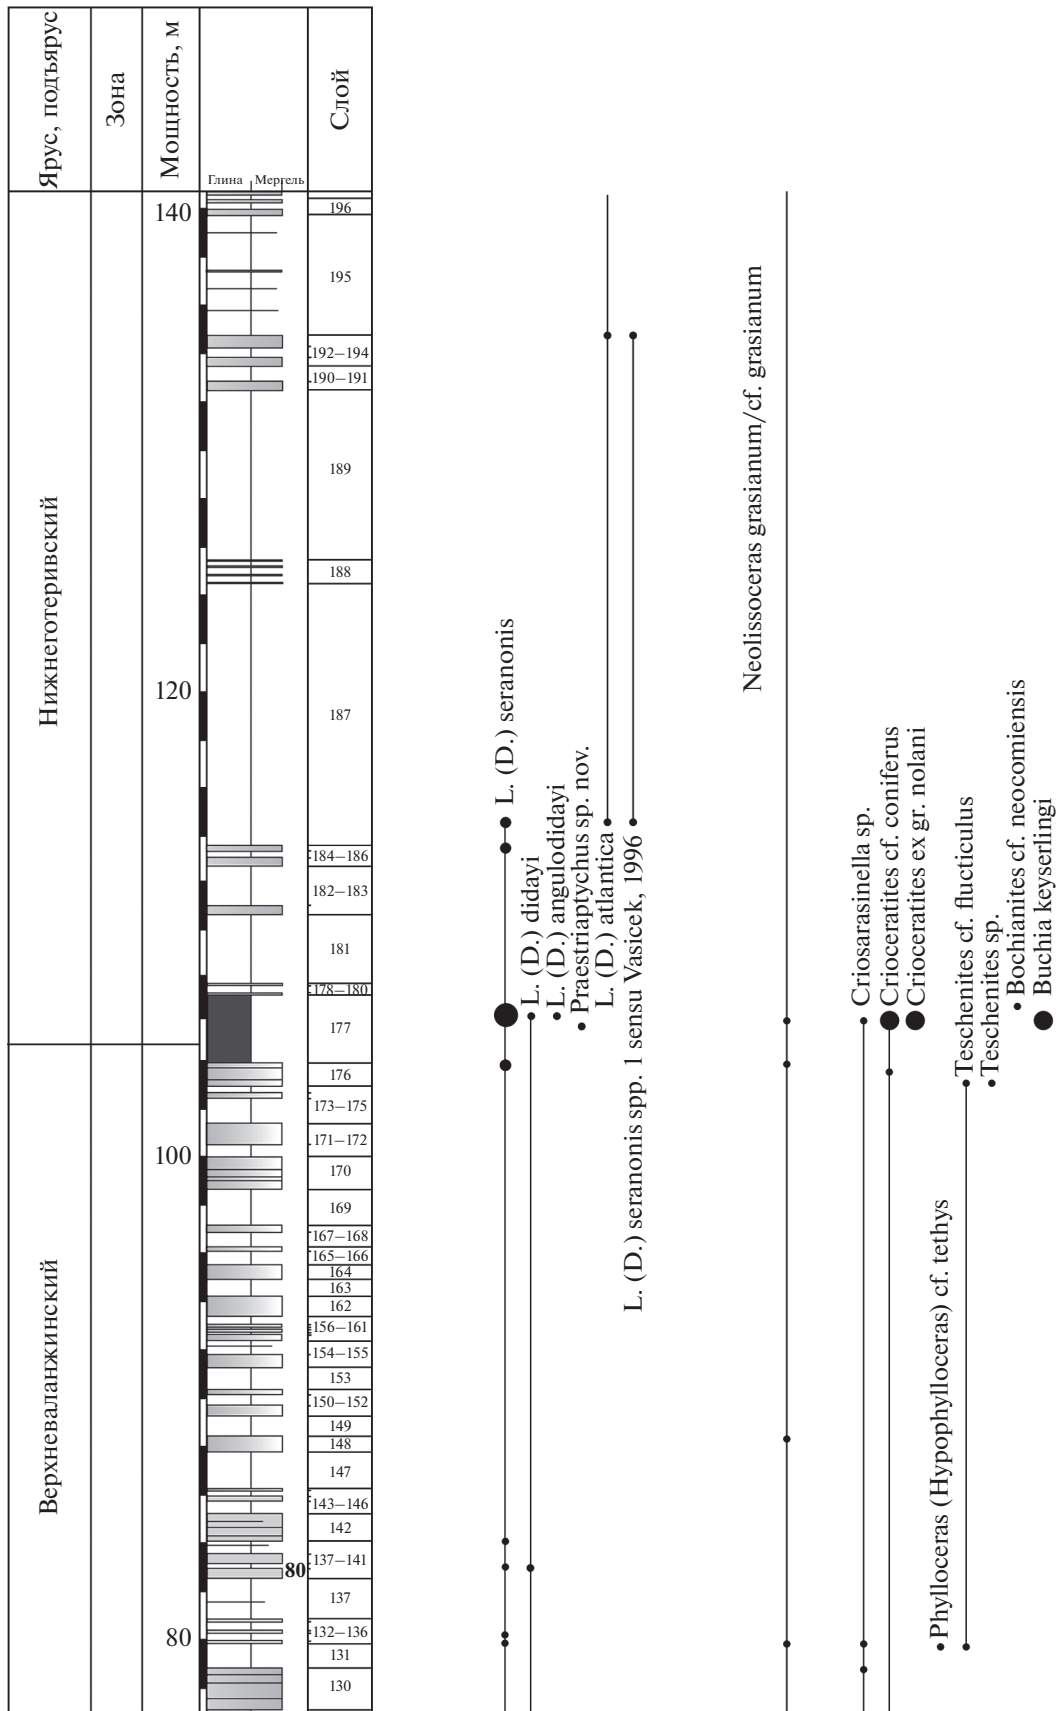 Ярус, подъярус
Зона
Мощность, м
Глина
Мергель
Слой
Нижнеготеривский
Верхневаланжинский
140
120
100
80
80
196
195
192–194
190–191
189
188
187
184–186
182–183
181
178–180
177
176
173–175
171–172
170
169
167–168
165–166
164
163
162
156–161
154–155
153
150–152
149
148
147
143–146
142
137–141
137
132–136
131
130
L. (D.) seranonis
L. (D.) didayi
L. (D.) angulodidayi
Praestriaptychus sp. nov.
L. (D.) atlantica
L. (D.) seranonis spp. 1 sensu Vasicek, 1996
Neolissoceras grasianum/cf. grasianum
Criosarasinella sp.
Crioceratites cf. coniferus
Crioceratites ex gr. nolani
Phylloceras (Hypophylloceras) cf. tethys
Teschenites cf. flucticulus
Teschenites sp.
Bochianites cf. neocomiensis
Buchia keyserlingi